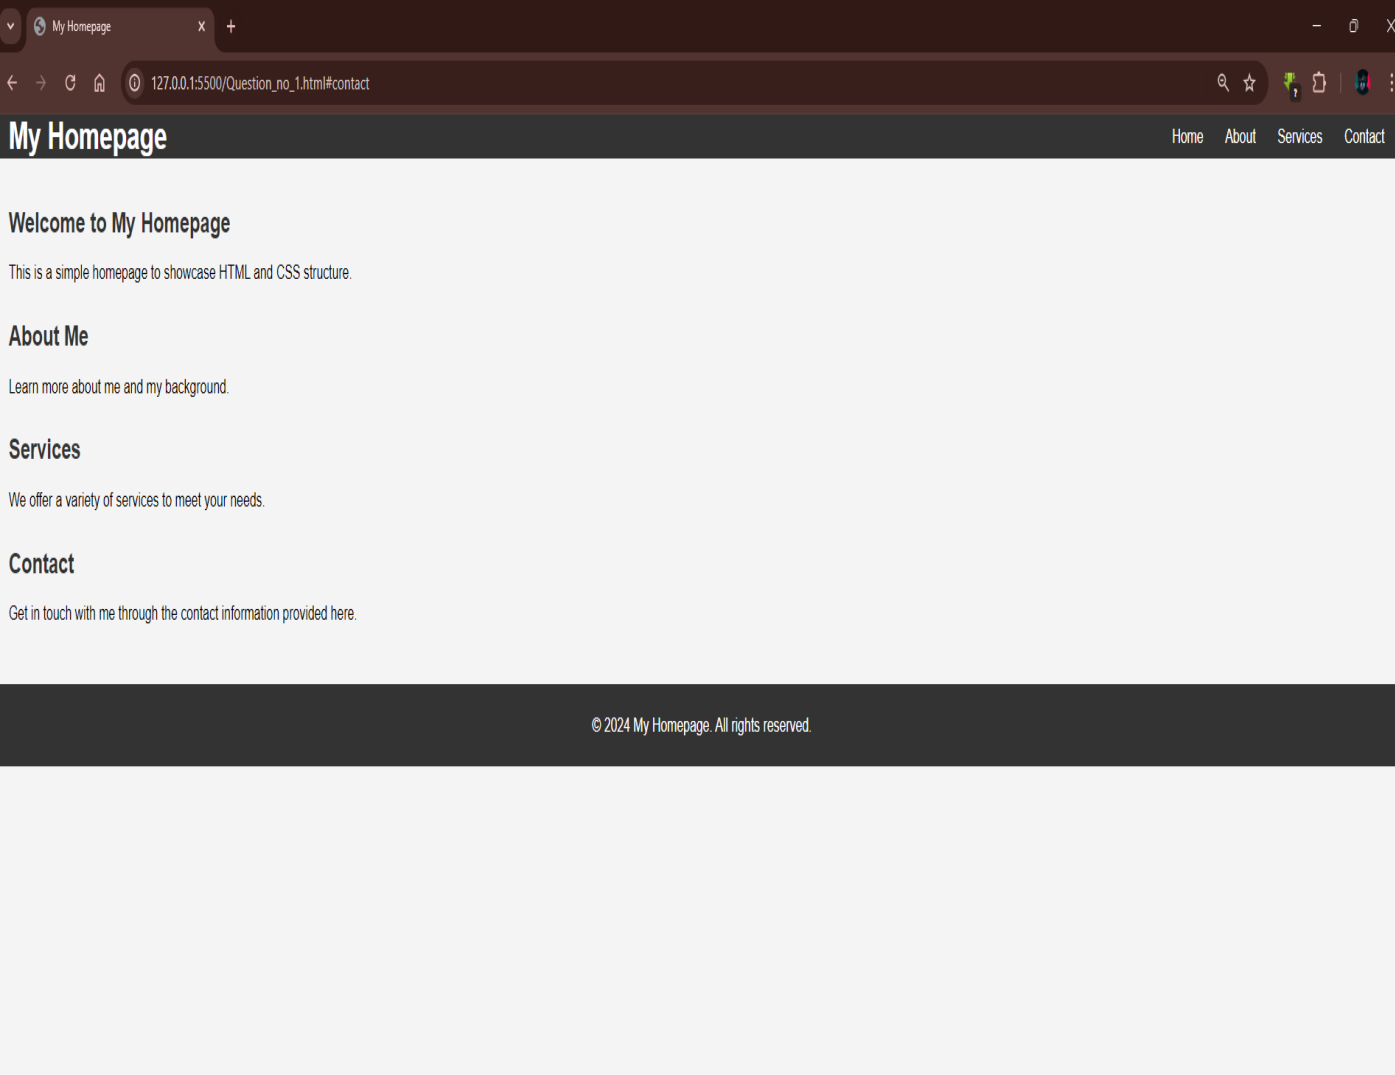 My Homepage
127.0.0.1:5500/Question_no_1.html#contact
My Homepage Home About Services Contact
Welcome to My Homepage
This is a simple homepage to showcase HTML and CSS structure.
About Me
Learn more about me and my background.
Services
We offer a variety of services to meet your needs.
Contact
Get in touch with me through the contact information provided here.
© 2024 My Homepage. All rights reserved.